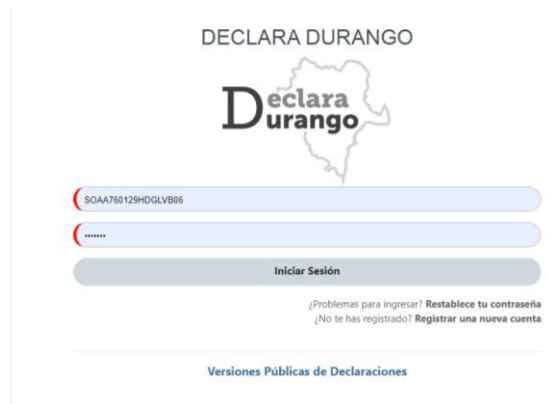 DECLARA DURANGO
Declara
Durango
SOAA760129HDGLVB06
•••••••
Iniciar Sesión
¿Problemas para ingresar? Restablece tu contraseña
¿No te has registrado? Registrar una nueva cuenta
Versiones Públicas de Declaraciones